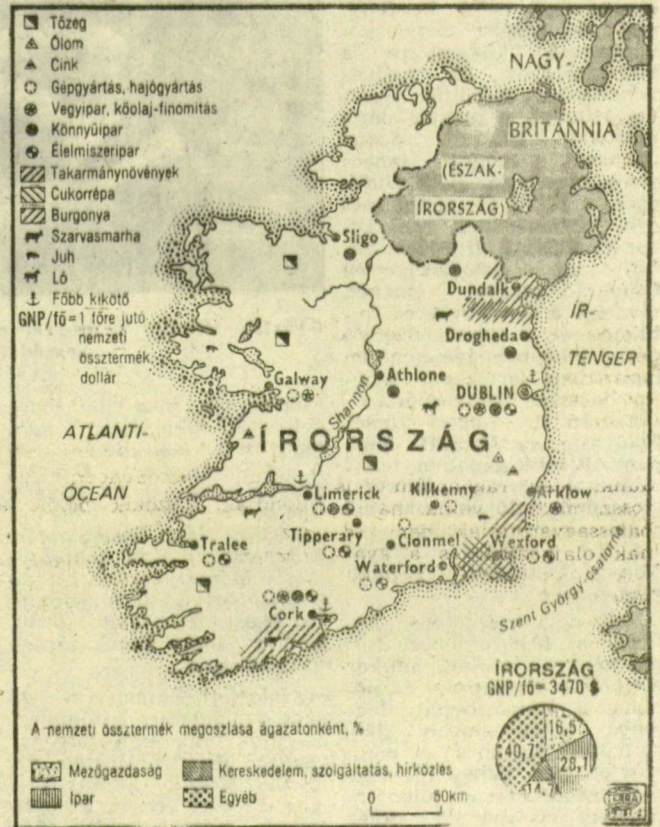 Tőzeg
Ólom
Cink
Gépgyártás, hajógyártás
Vegyipar, kőolaj-finomítás
Könnyűipar
Élelmiszeripar
Takarmánynövények
Cukorrépa
Burgonya
Szarvasmarha
Juh
Ló
Főbb kikötő
GNP/fő=1 főre jutó
nemzeti
össztermék,
dollár
NAGY-
BRITANNIA
(ÉSZAK-
ÍRORSZÁG)
Sligo
Dundalk
ÍR-
TENGER
Drogheda
Galway
Athlone
DUBLIN
Shannon
ATLANTI-
ÓCEÁN
ÍRORSZÁG
Limerick
Kilkenny
Arklow
Tralee
Tipperary
Clonmel
Wexford
Waterford
Cork
Szent György-csatorna
ÍRORSZÁG
GNP/fő=3470 $
A nemzeti össztermék megoszlása ágazatonként, %
16,5
40,7
28,1
14,7
Mezőgazdaság
Kereskedelem, szolgáltatás, hírközlés
Ipar
Egyéb
0 50km
TERRA